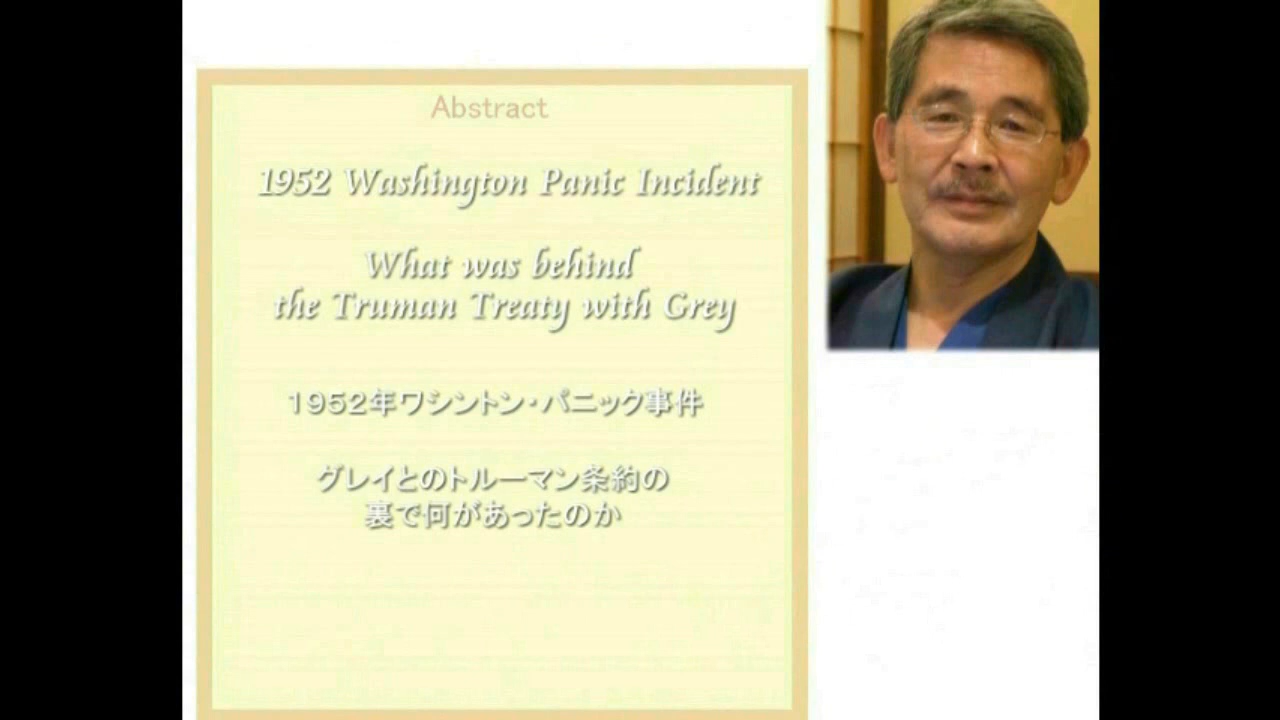 Abstract
1952 Washington Panic Incident
What was behind
the Truman Treaty with Grey
１９５２年ワシントン・パニック事件
グレイとのトルーマン条約の
裏で何があったのか